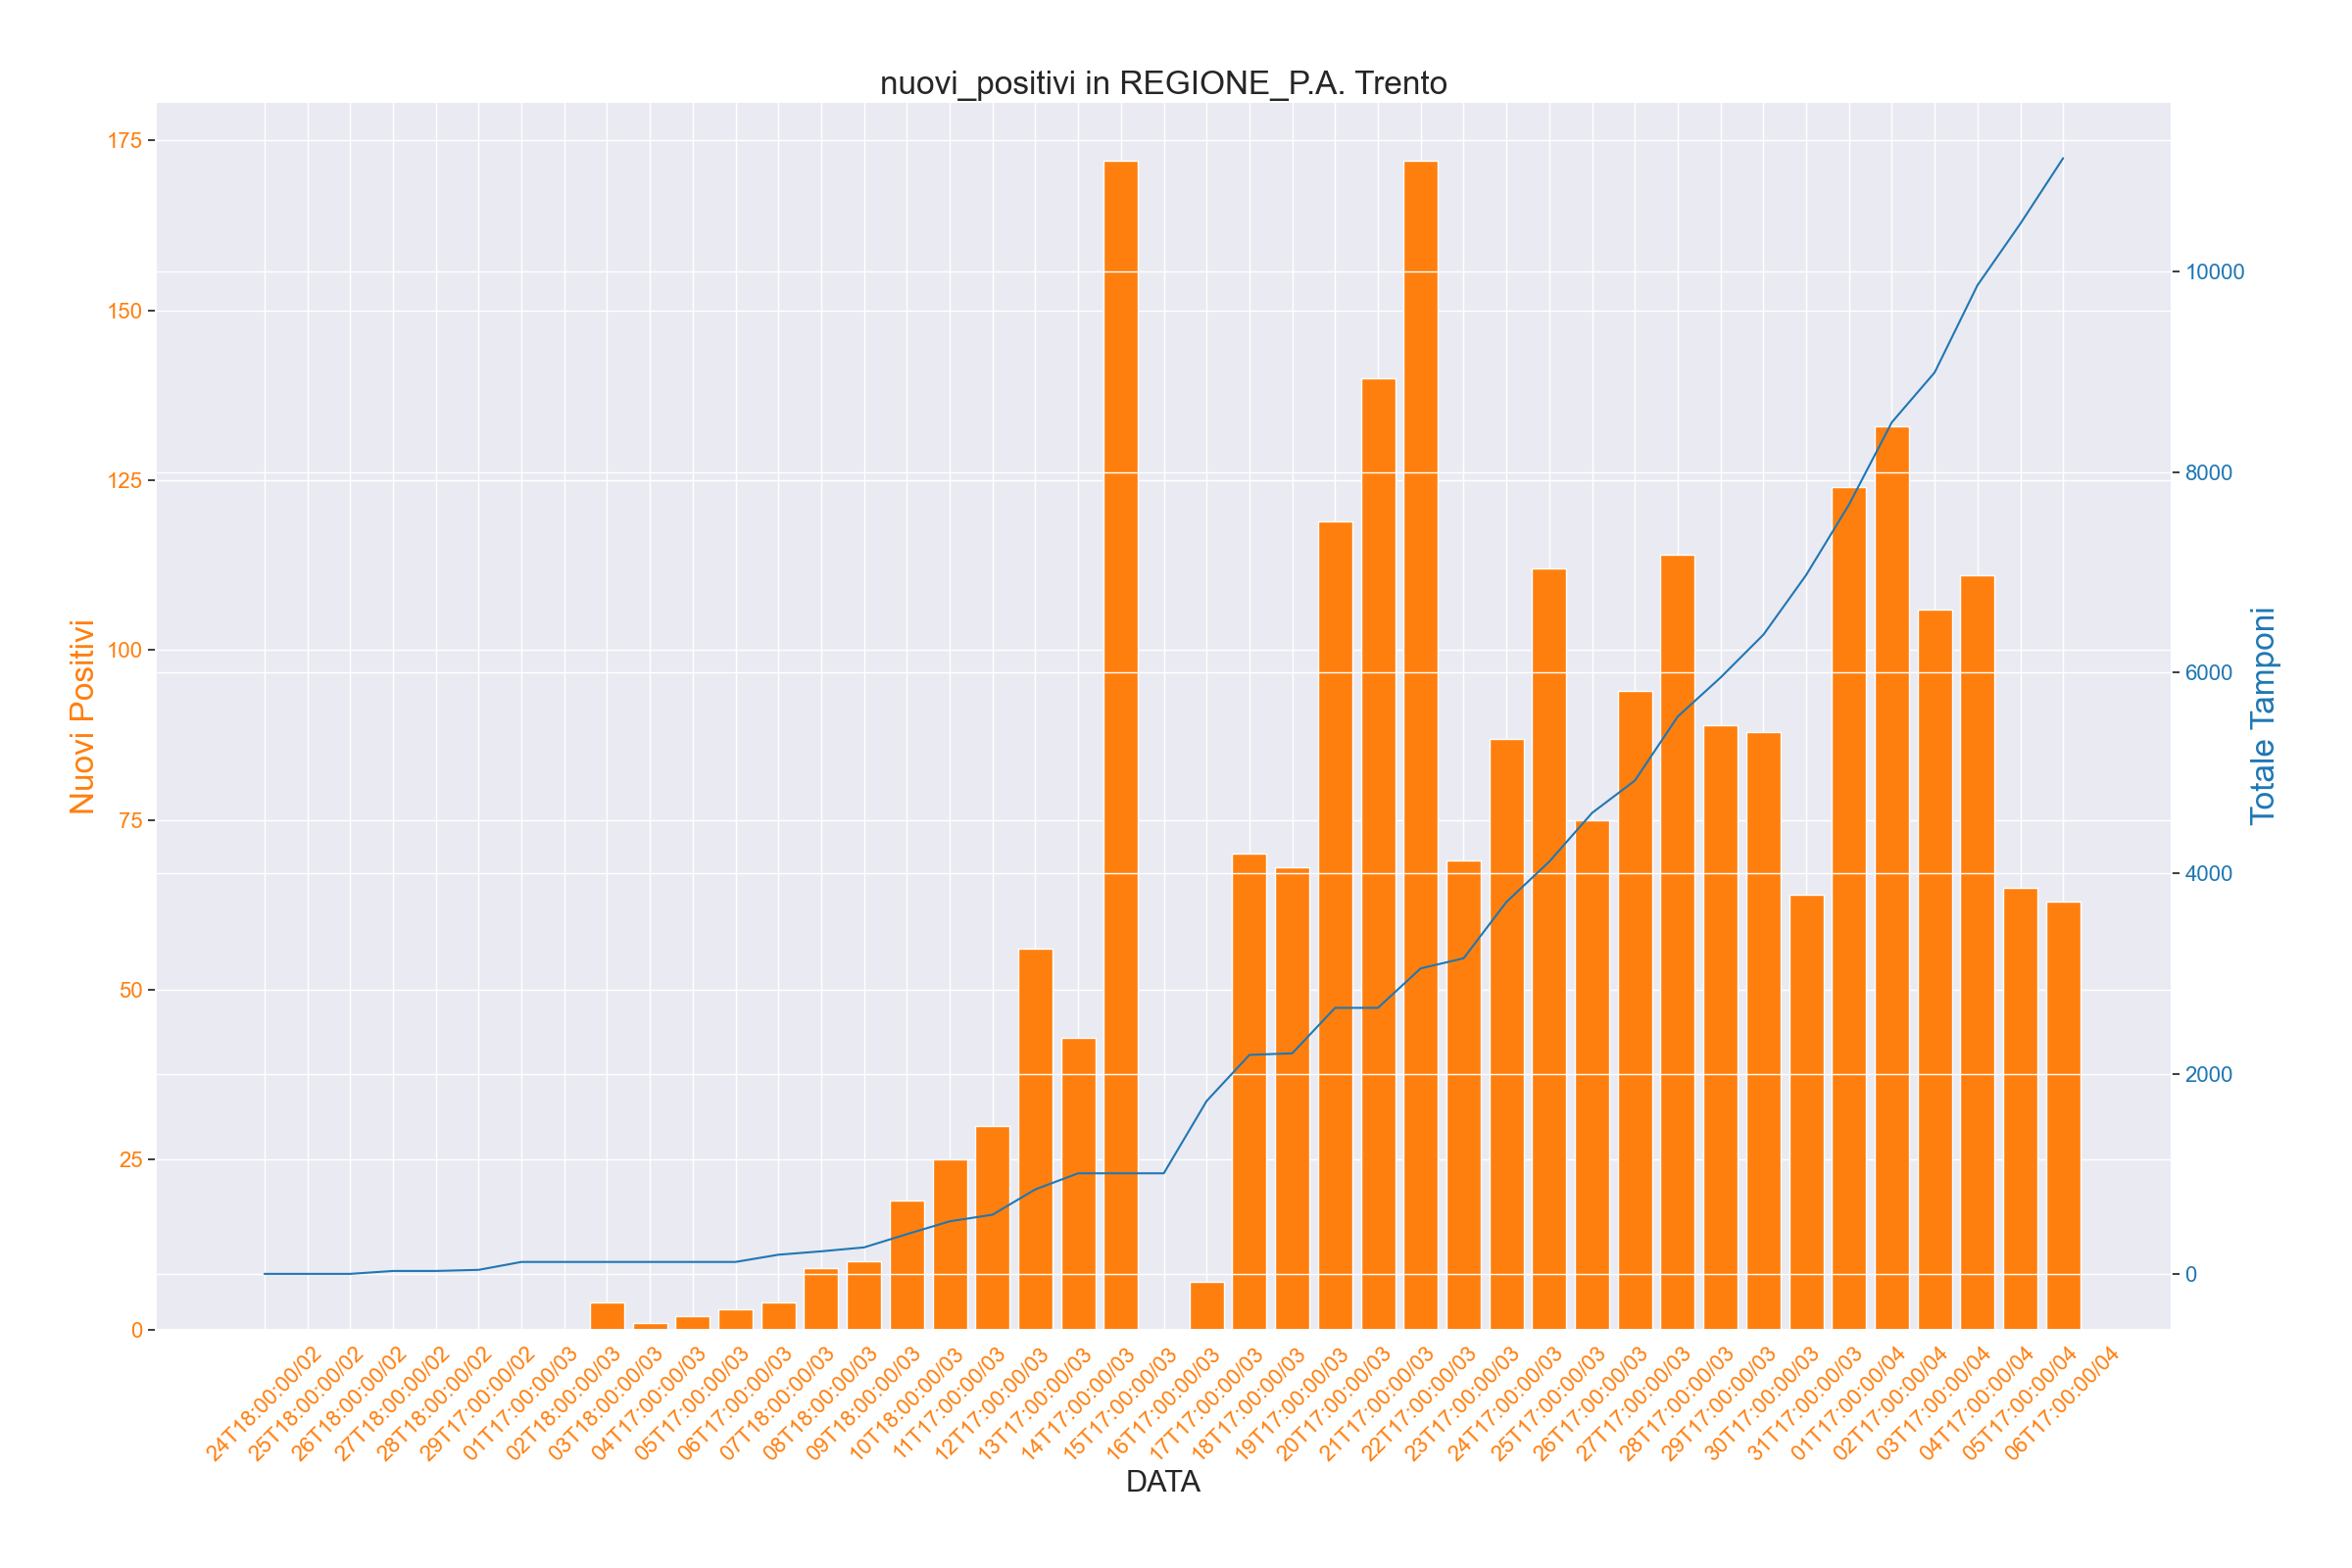 nuovi_positivi in REGIONE_P.A. Trento
Nuovi Positivi
175
150
125
100
75
50
25
0
Totale Tamponi
10000
8000
6000
4000
2000
0
24T18:00:00/02
25T18:00:00/02
26T18:00:00/02
27T18:00:00/02
28T18:00:00/02
29T17:00:00/02
01T17:00:00/03
02T18:00:00/03
03T18:00:00/03
04T17:00:00/03
05T17:00:00/03
06T17:00:00/03
07T18:00:00/03
08T18:00:00/03
09T18:00:00/03
10T18:00:00/03
11T17:00:00/03
12T17:00:00/03
13T17:00:00/03
14T17:00:00/03
15T17:00:00/03
16T17:00:00/03
17T17:00:00/03
18T17:00:00/03
19T17:00:00/03
20T17:00:00/03
21T17:00:00/03
22T17:00:00/03
23T17:00:00/03
24T17:00:00/03
25T17:00:00/03
26T17:00:00/03
27T17:00:00/03
28T17:00:00/03
29T17:00:00/03
30T17:00:00/03
31T17:00:00/03
01T17:00:00/04
02T17:00:00/04
03T17:00:00/04
04T17:00:00/04
05T17:00:00/04
06T17:00:00/04
DATA